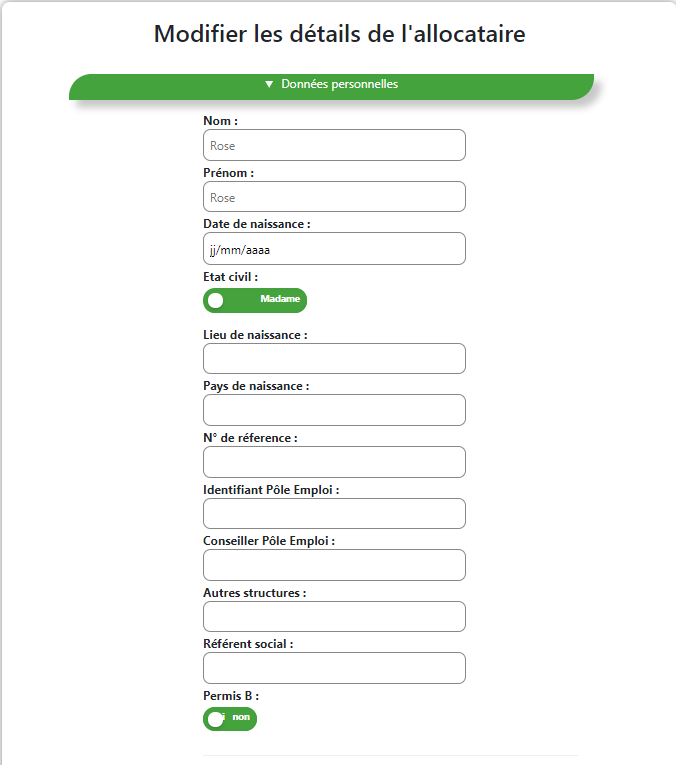 Modifier les détails de l'allocataire
▼ Données personnelles
Nom :
Rose
Prénom :
Rose
Date de naissance :
jj/mm/aaaa
Etat civil :
Madame
Lieu de naissance :
Pays de naissance :
N° de réference :
Identifiant Pôle Emploi :
Conseiller Pôle Emploi :
Autres structures :
Référent social :
Permis B :
non